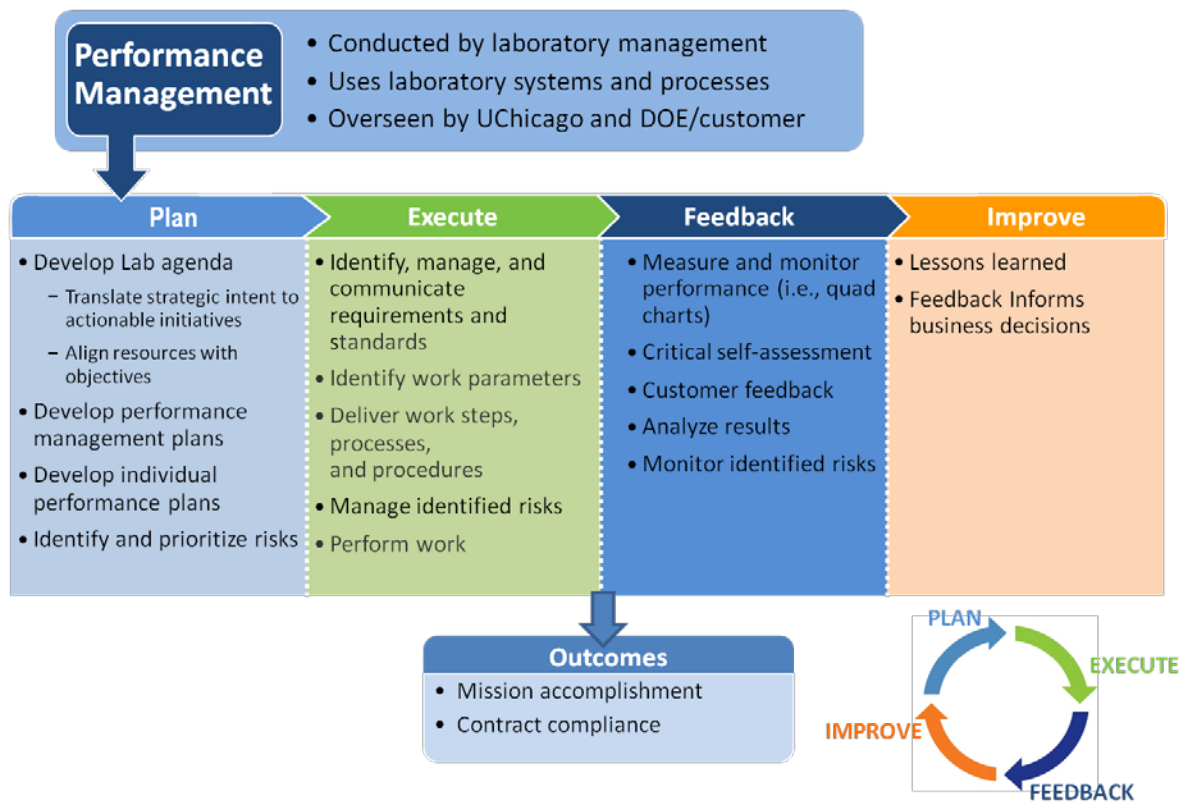 Performance
Management
• Conducted by laboratory management
• Uses laboratory systems and processes
• Overseen by UChicago and DOE/customer
Plan
• Develop Lab agenda
– Translate strategic intent to
actionable initiatives
– Align resources with
objectives
• Develop performance
management plans
• Develop individual
performance plans
• Identify and prioritize risks
Execute
• Identify, manage, and
communicate
requirements and
standards
• Identify work parameters
• Deliver work steps,
processes,
and procedures
• Manage identified risks
• Perform work
Feedback
• Measure and monitor
performance (i.e., quad
charts)
• Critical self-assessment
• Customer feedback
• Analyze results
• Monitor identified risks
Improve
• Lessons learned
• Feedback Informs
business decisions
Outcomes
• Mission accomplishment
• Contract compliance
PLAN
EXECUTE
IMPROVE
FEEDBACK